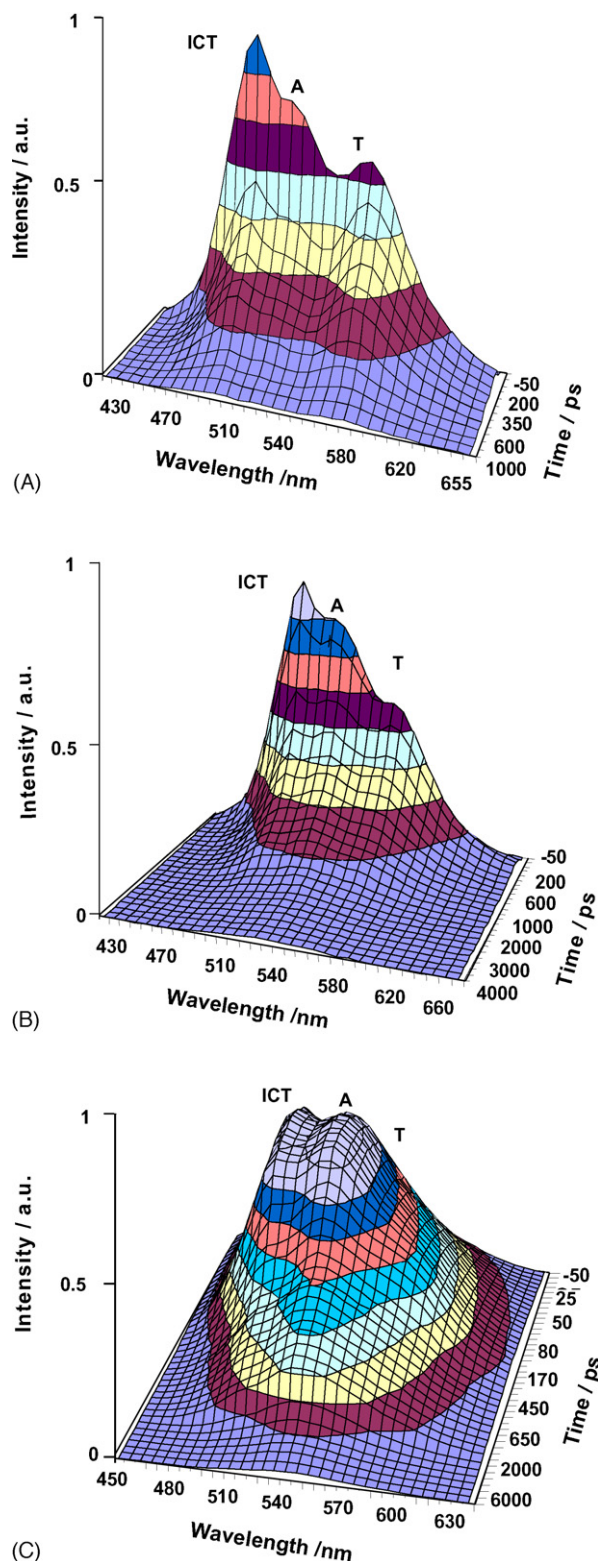 1
ICT
A
T
0.5
Intensity / a.u.
0
-50
200
350
600
1000
Time / ps
430
470
510
540
580
620
655
Wavelength /nm
(A)
1
ICT
A
T
0.5
Intensity / a.u.
0
-50
200
600
1000
2000
3000
4000
Time / ps
430
470
510
540
580
620
660
Wavelength /nm
(B)
ICT
A
T
1
0.5
Intensity / a.u.
0
-50
25
50
80
170
450
650
2000
6000
Time / ps
450
480
510
540
570
600
630
Wavelength /nm
(C)